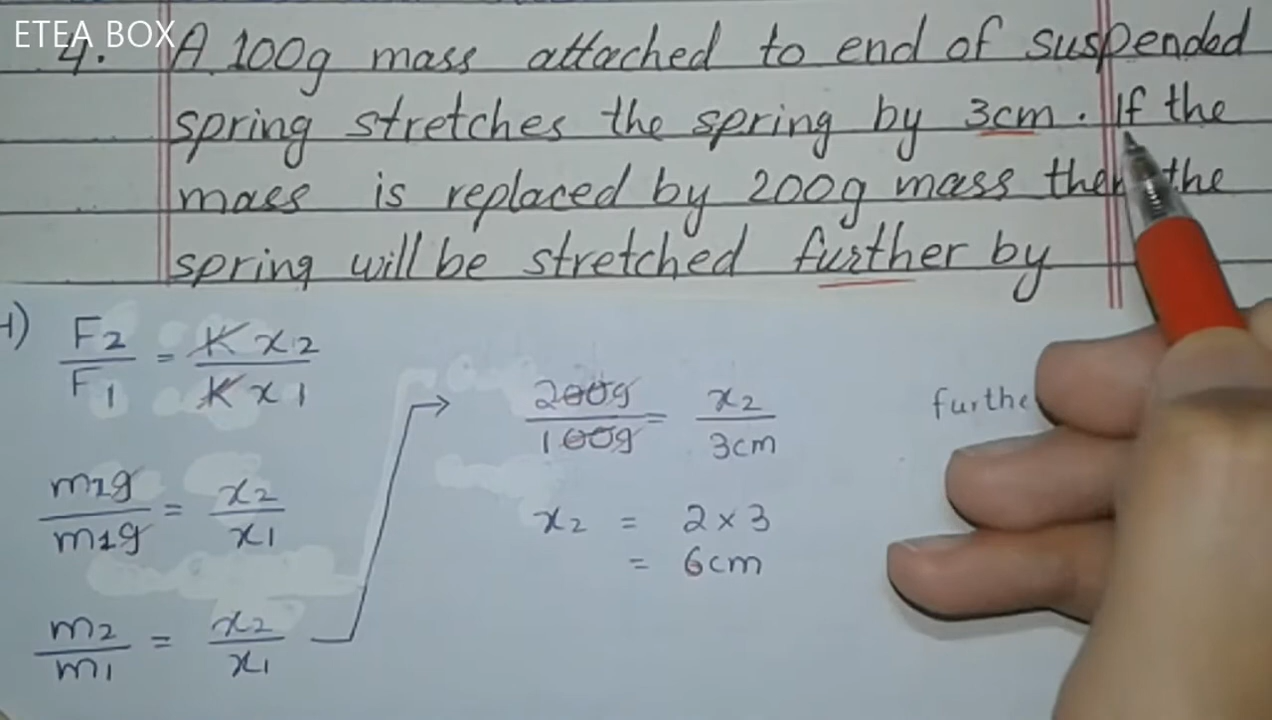 ETEA BOX
4. A 100g mass attached to end of suspended
spring stretches the spring by 3cm. If the
mass is replaced by 200g mass then the
spring will be stretched further by
F2/F1 = Kx2/Kx1
m2g/m1g = x2/x1
m2/m1 = x2/x1
200g/100g = x2/3cm
x2 = 2×3
= 6cm